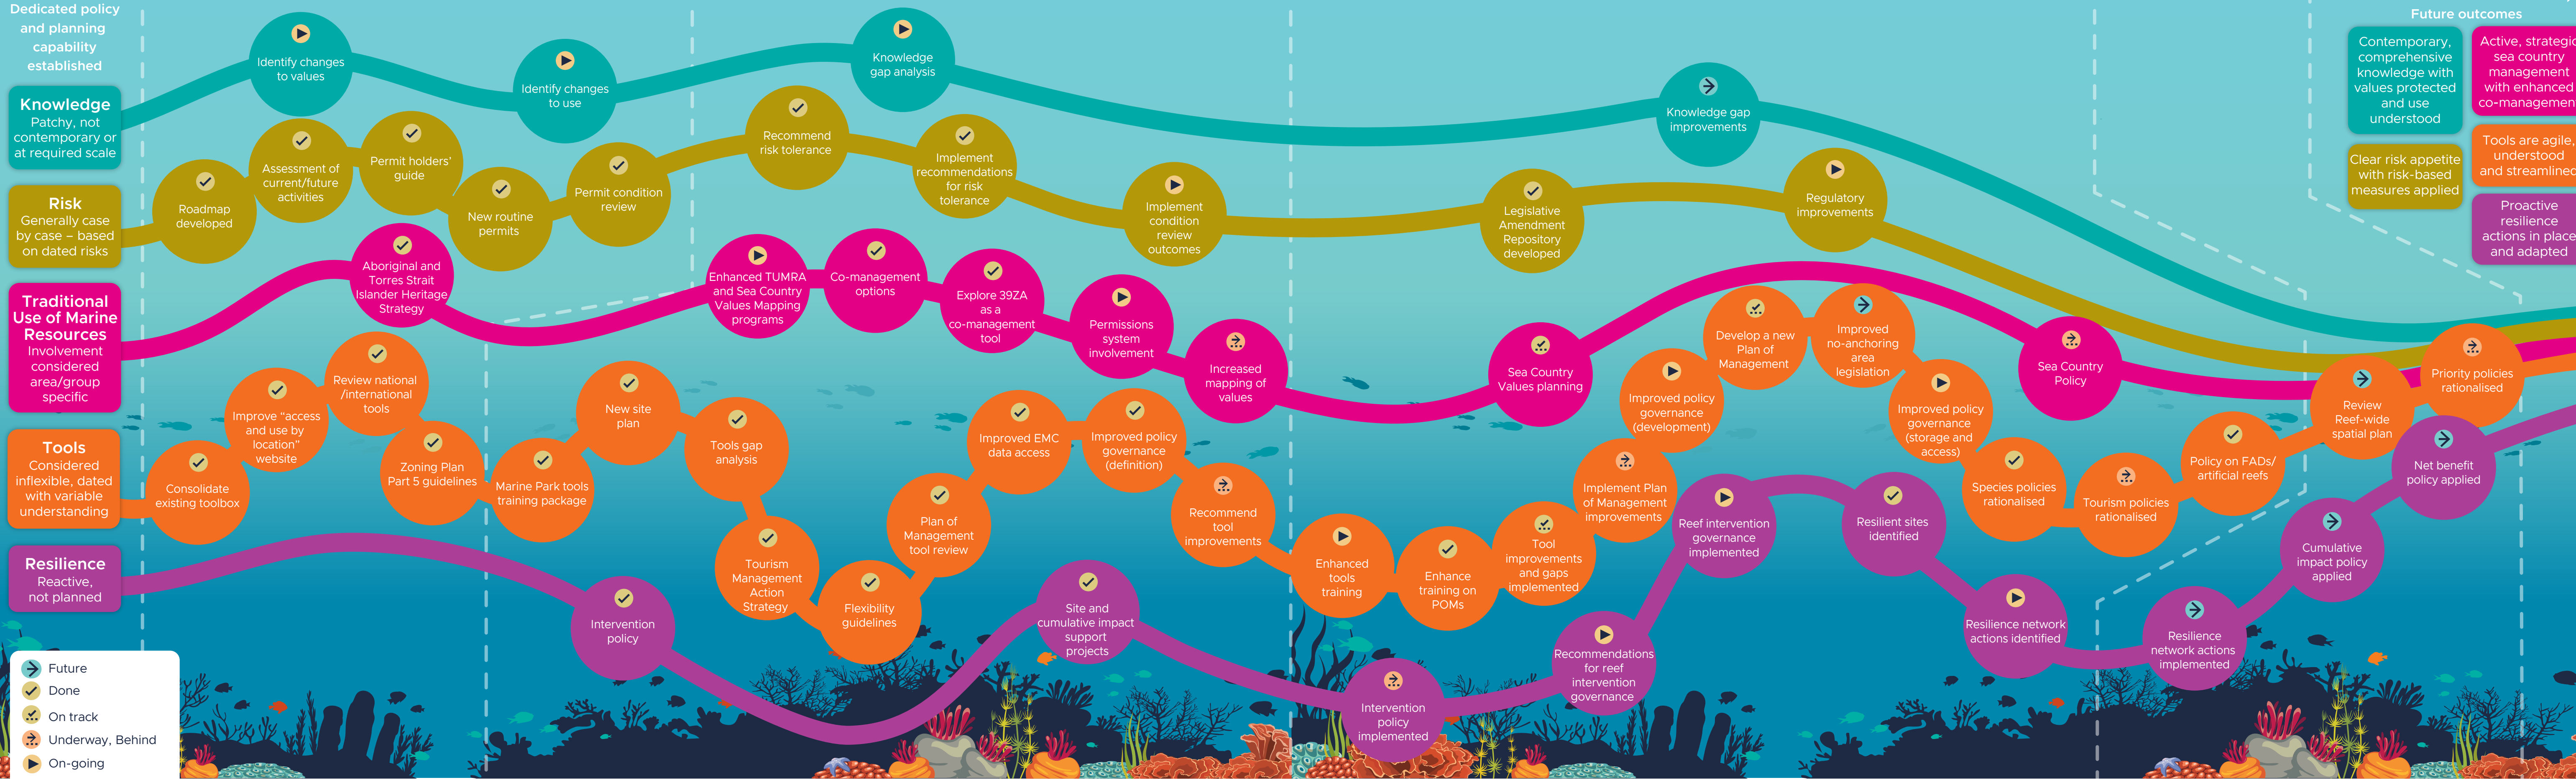 Dedicated policy
and planning
capability
established
Knowledge
Patchy, not
contemporary or
at required scale
Risk
Generally case
by case – based
on dated risks
Traditional
Use of Marine
Resources
Involvement
considered
area/group
specific
Tools
Considered
inflexible, dated
with variable
understanding
Resilience
Reactive,
not planned
Future
Done
On track
Underway, Behind
On-going
Identify changes
to values
Identify changes
to use
Knowledge
gap analysis
Knowledge gap
improvements
Roadmap
developed
Assessment of
current/future
activities
Permit holders’
guide
New routine
permits
Permit condition
review
Recommend
risk tolerance
Implement
recommendations
for risk
tolerance
Implement
condition
review
outcomes
Legislative
Amendment
Repository
developed
Regulatory
improvements
Aboriginal and
Torres Strait
Islander Heritage
Strategy
Enhanced TUMRA
and Sea Country
Values Mapping
programs
Co-management
options
Explore 39ZA
as a
co-management
tool
Permissions
system
involvement
Increased
mapping of
values
Sea Country
Values planning
Sea Country
Policy
Consolidate
existing toolbox
Improve “access
and use by
location”
website
Review national
/international
tools
Zoning Plan
Part 5 guidelines
Marine Park tools
training package
New site
plan
Tools gap
analysis
Tourism
Management
Action
Strategy
Flexibility
guidelines
Plan of
Management
tool review
Improved EMC
data access
Improved policy
governance
(definition)
Recommend
tool
improvements
Enhanced
tools
training
Enhance
training on
POMs
Tool
improvements
and gaps
implemented
Implement Plan
of Management
improvements
Improved policy
governance
(development)
Develop a new
Plan of
Management
Improved
no-anchoring
area
legislation
Improved policy
governance
(storage and
access)
Species policies
rationalised
Tourism policies
rationalised
Policy on FADs/
artificial reefs
Review
Reef-wide
spatial plan
Priority policies
rationalised
Intervention
policy
Site and
cumulative impact
support
projects
Intervention
policy
implemented
Recommendations
for reef
intervention
governance
Reef intervention
governance
implemented
Resilient sites
identified
Resilience network
actions identified
Resilience
network actions
implemented
Cumulative
impact policy
applied
Net benefit
policy applied
Future outcomes
Contemporary,
comprehensive
knowledge with
values protected
and use
understood
Clear risk appetite
with risk-based
measures applied
Active, strategic
sea country
management
with enhanced
co-management
Tools are agile,
understood
and streamlined
Proactive
resilience
actions in place
and adapted